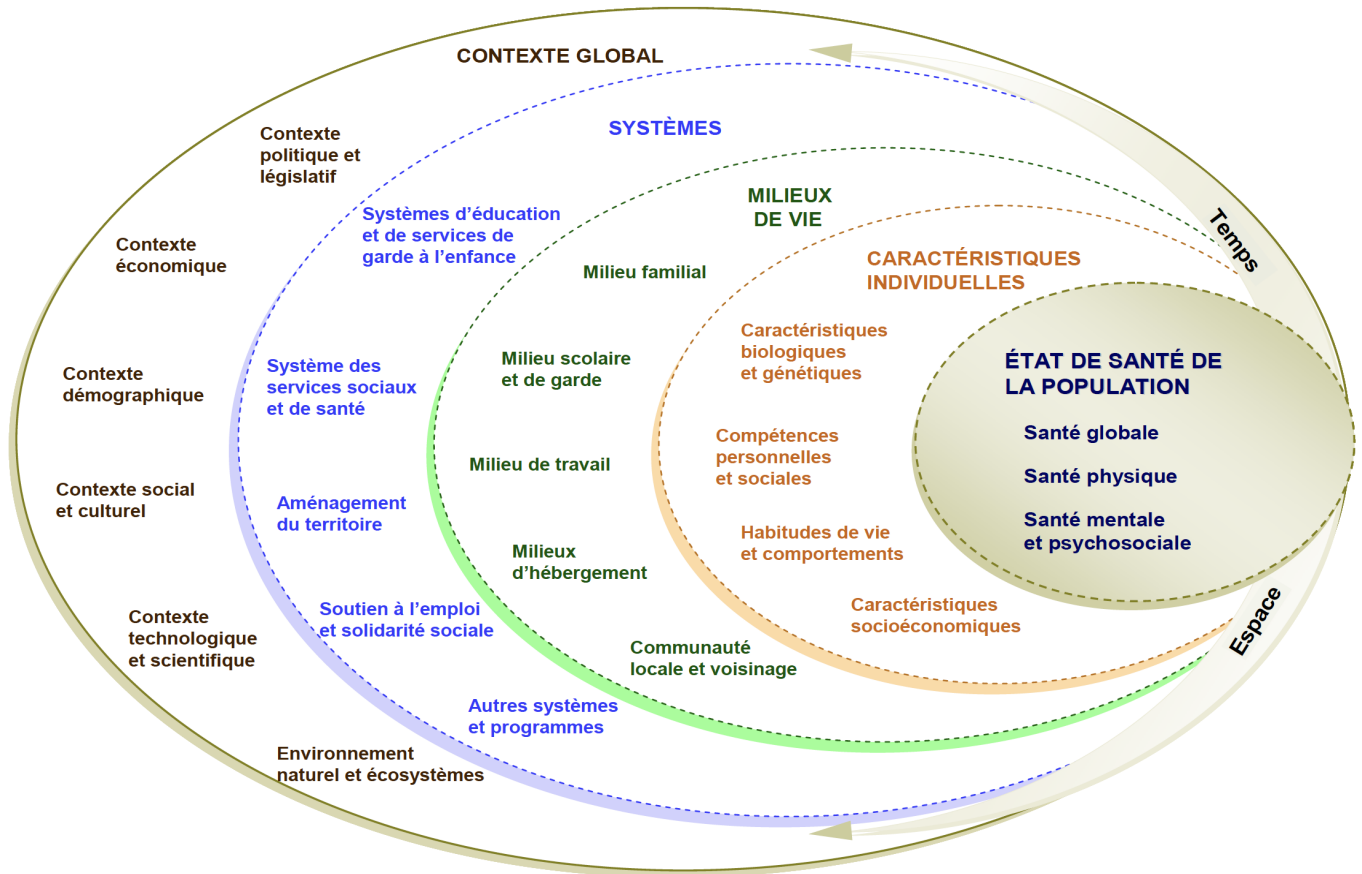 CONTEXTE GLOBAL
Contexte
politique et
législatif
Contexte
économique
Contexte
démographique
Contexte social
et culturel
Contexte
technologique
et scientifique
Environnement
naturel et écosystèmes
SYSTÈMES
Systèmes d’éducation
et de services de
garde à l’enfance
Système des
services sociaux
et de santé
Aménagement
du territoire
Soutien à l’emploi
et solidarité sociale
Autres systèmes
et programmes
MILIEUX
DE VIE
Milieu familial
Milieu scolaire
et de garde
Milieu de travail
Milieux
d’hébergement
Communauté
locale et voisinage
CARACTÉRISTIQUES
INDIVIDUELLES
Caractéristiques
biologiques
et génétiques
Compétences
personnelles
et sociales
Habitudes de vie
et comportements
Caractéristiques
socioéconomiques
ÉTAT DE SANTÉ DE
LA POPULATION
Santé globale
Santé physique
Santé mentale
et psychosociale
Temps
Espace